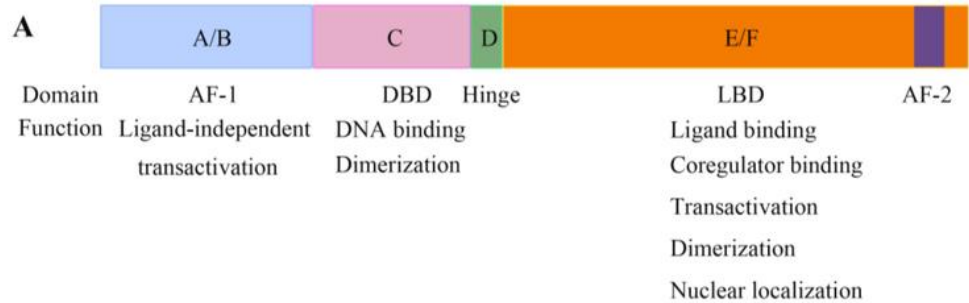 A
A/B C D E/F
Domain AF-1 DBD Hinge LBD AF-2
Function Ligand-independent DNA binding Ligand binding
transactivation Dimerization Coregulator binding
Transactivation
Dimerization
Nuclear localization